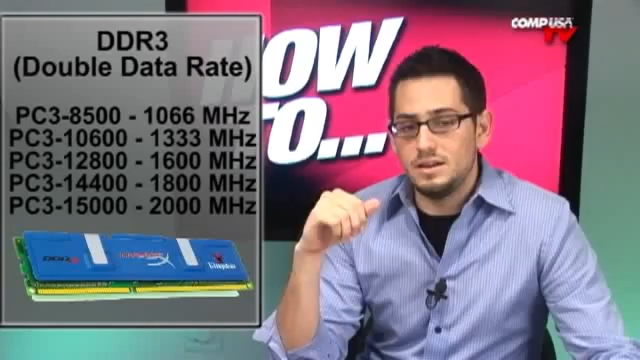 DDR3
(Double Data Rate)
PC3-8500 - 1066 MHz
PC3-10600 - 1333 MHz
PC3-12800 - 1600 MHz
PC3-14400 - 1800 MHz
PC3-15000 - 2000 MHz
Kingston
HOW
TO...
COMPUSA
TV